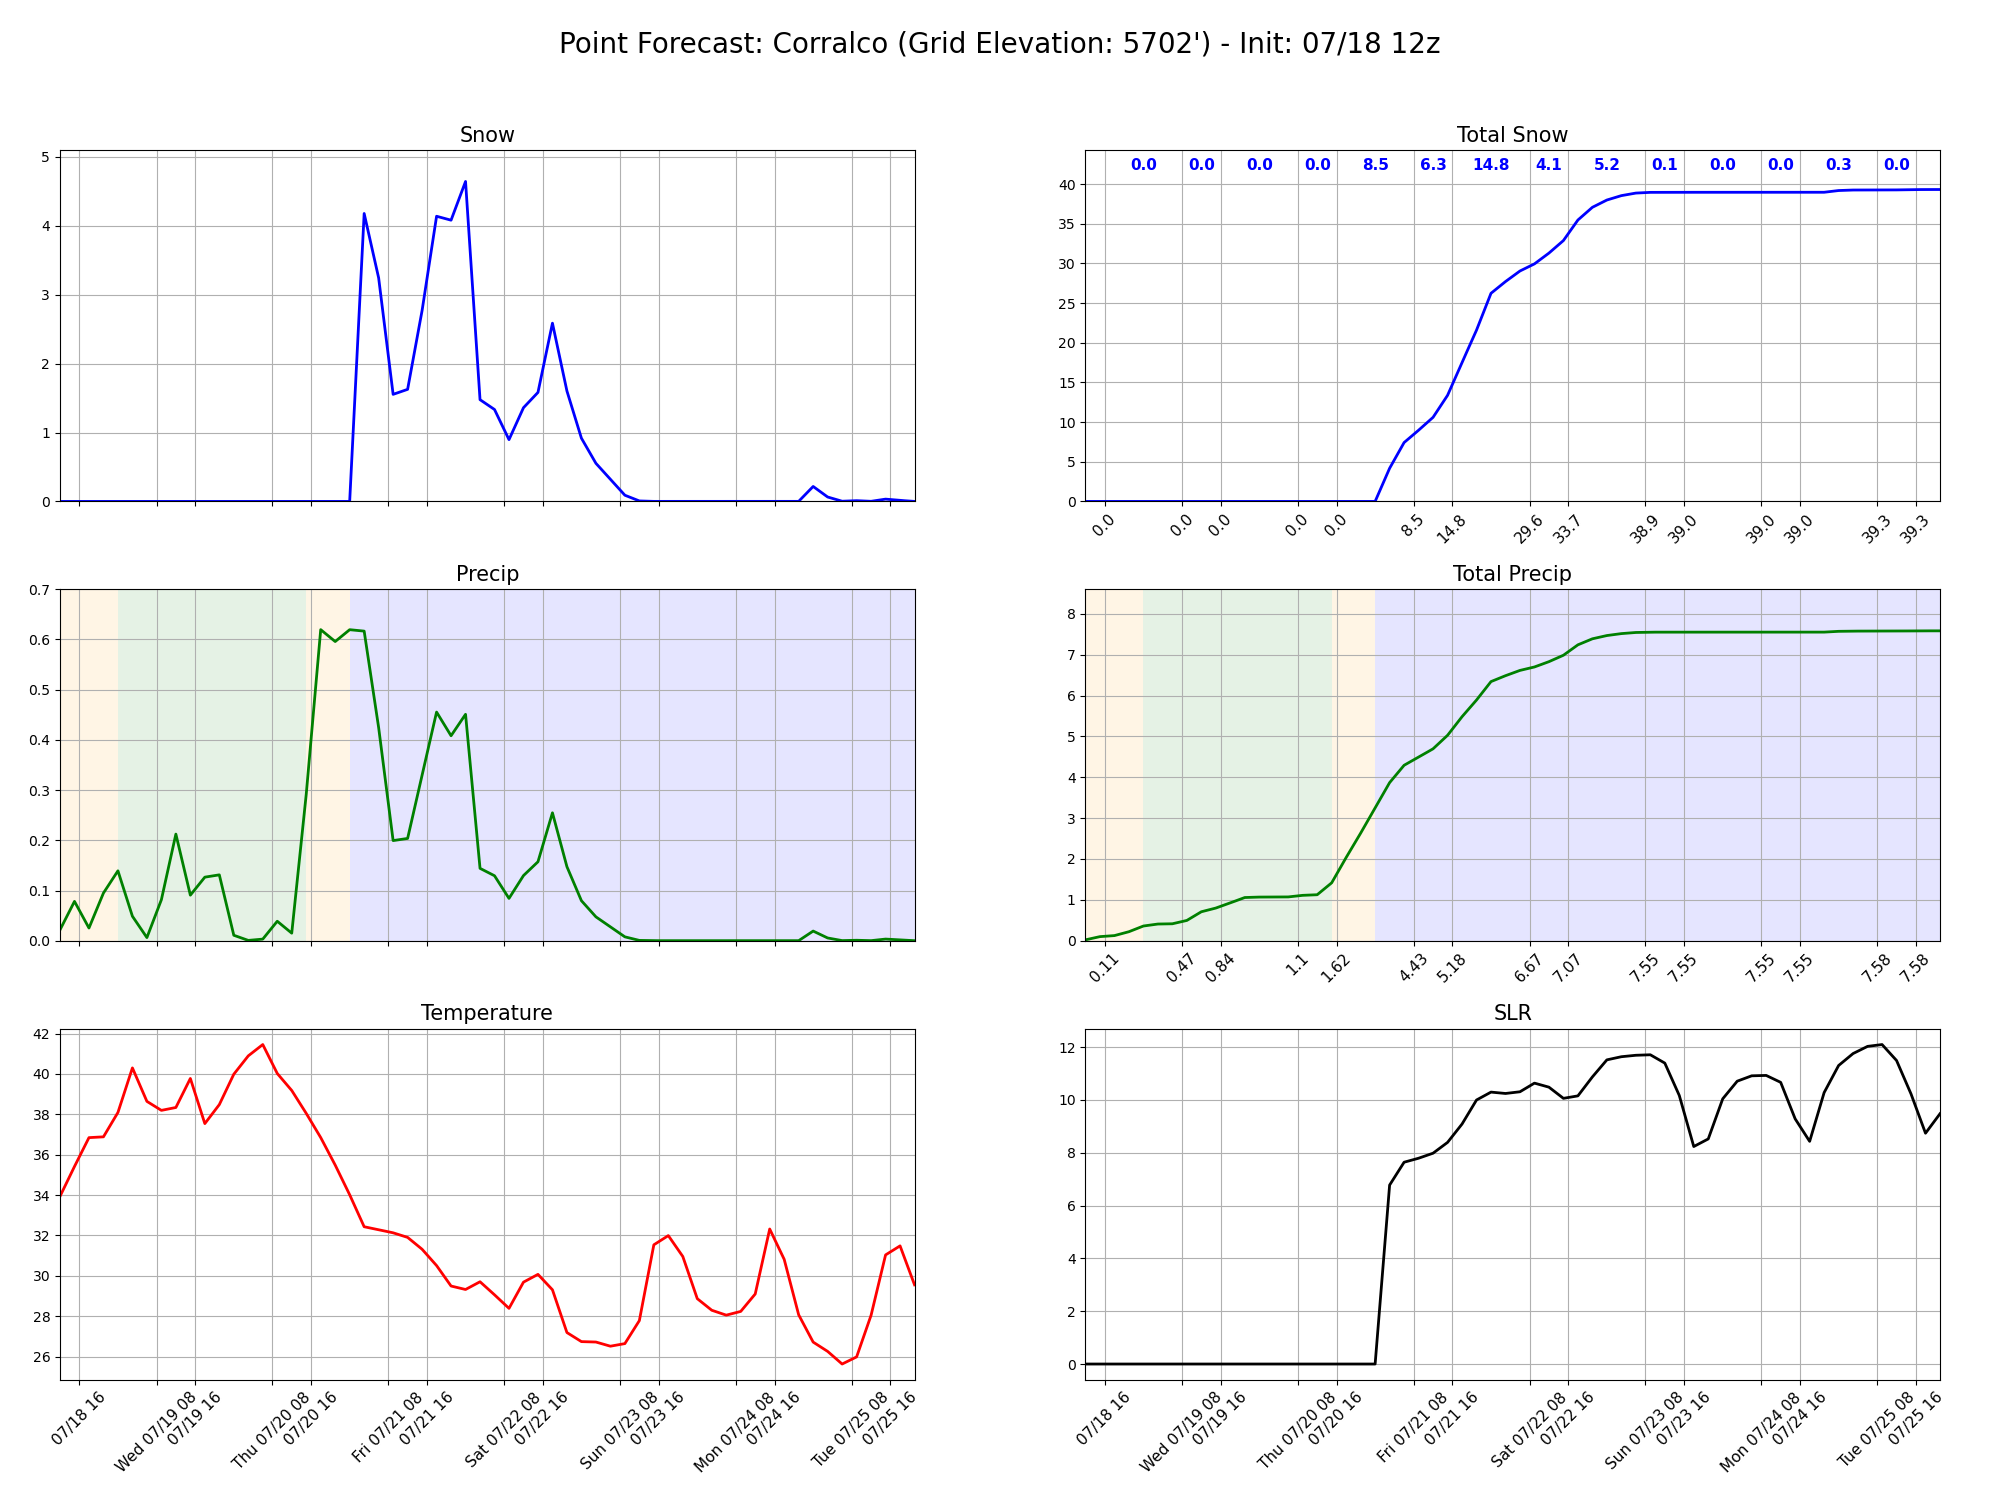 Point Forecast: Corralco (Grid Elevation: 5702') - Init: 07/18 12z
Snow
5
4
3
2
1
0
Total Snow
0.0 0.0 0.0 0.0 8.5 6.3 14.8 4.1 5.2 0.1 0.0 0.0 0.3 0.0
40
35
30
25
20
15
10
5
0
0.0 0.0 0.0 0.0 0.0 8.5 14.8 29.6 33.7 38.9 39.0 39.0 39.0 39.3 39.3
Precip
0.7
0.6
0.5
0.4
0.3
0.2
0.1
0.0
Total Precip
8
7
6
5
4
3
2
1
0
0.11 0.47 0.84 1.1 1.62 4.43 5.18 6.67 7.07 7.55 7.55 7.55 7.55 7.58 7.58
Temperature
42
40
38
36
34
32
30
28
26
07/18 16
Wed 07/19 08
07/19 16
Thu 07/20 08
07/20 16
Fri 07/21 08
07/21 16
Sat 07/22 08
07/22 16
Sun 07/23 08
07/23 16
Mon 07/24 08
07/24 16
Tue 07/25 08
07/25 16
SLR
12
10
8
6
4
2
0
07/18 16
Wed 07/19 08
07/19 16
Thu 07/20 08
07/20 16
Fri 07/21 08
07/21 16
Sat 07/22 08
07/22 16
Sun 07/23 08
07/23 16
Mon 07/24 08
07/24 16
Tue 07/25 08
07/25 16